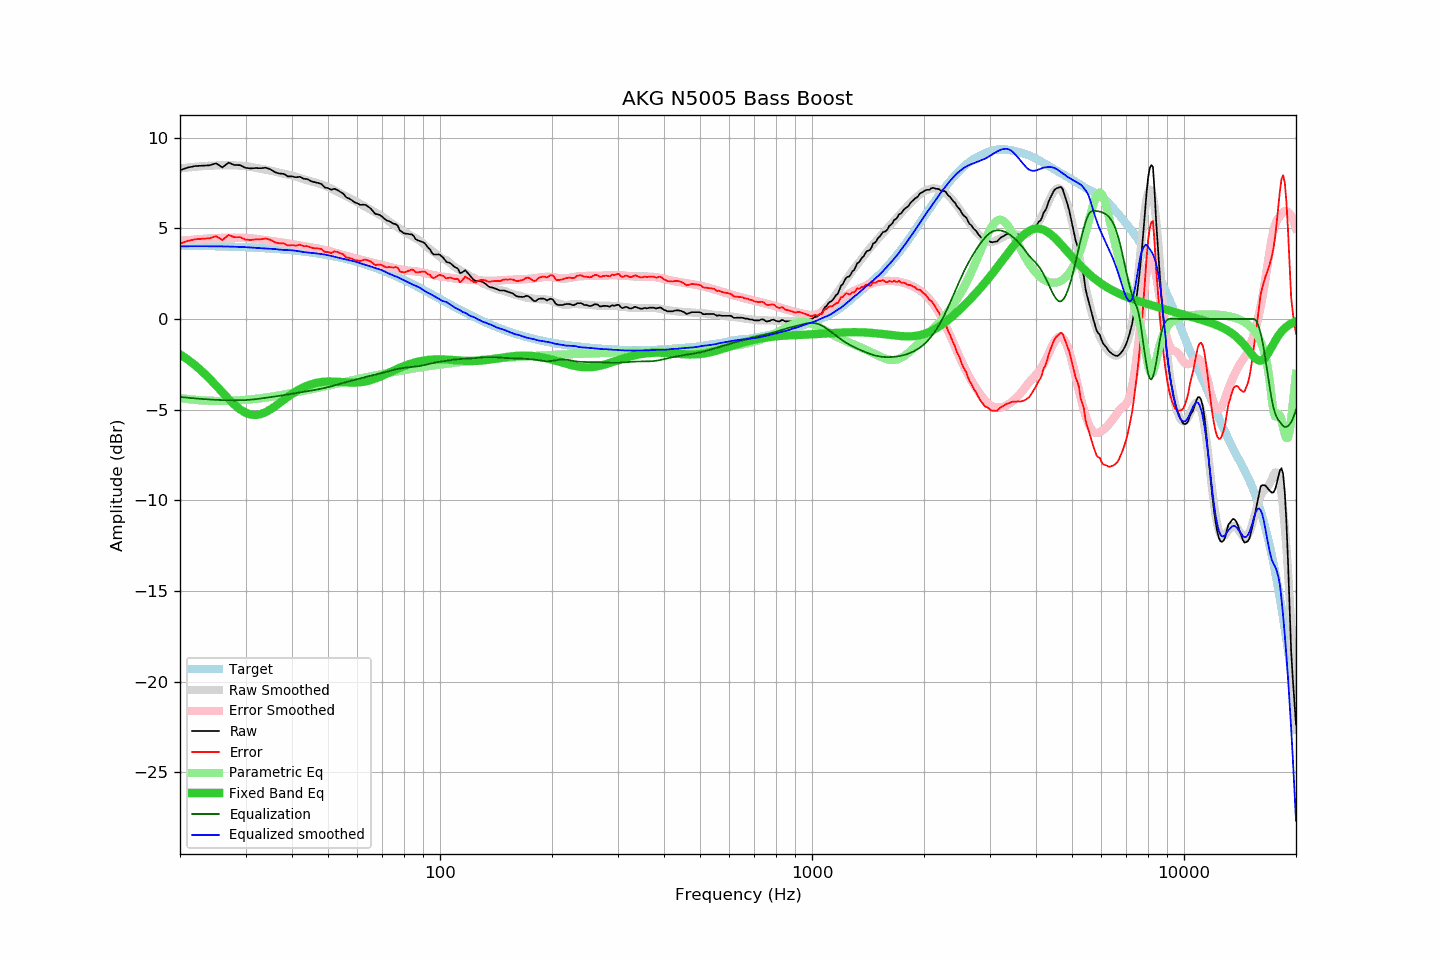 AKG N5005 Bass Boost
10
5
0
−5
−10
−15
−20
−25
Amplitude (dBr)
Target
Raw Smoothed
Error Smoothed
Raw
Error
Parametric Eq
Fixed Band Eq
Equalization
Equalized smoothed
100
1000
10000
Frequency (Hz)